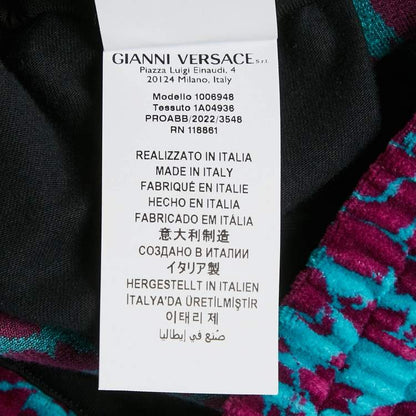 GIANNI VERSACE S.r.l.
Piazza Luigi Einaudi, 4
20124 Milano, Italy
Modello 1006948
Tessuto 1A04936
PROABB/2022/3548
RN 118661
REALIZZATO IN ITALIA
MADE IN ITALY
FABRIQUÉ EN ITALIE
HECHO EN ITALIA
FABRICADO EM ITÁLIA
意大利制造
СОЗДАНО В ИТАЛИИ
イタリア製
HERGESTELLT IN ITALIEN
İTALYA'DA ÜRETİLMİŞTİR
이태리 제
صُنع في إيطاليا